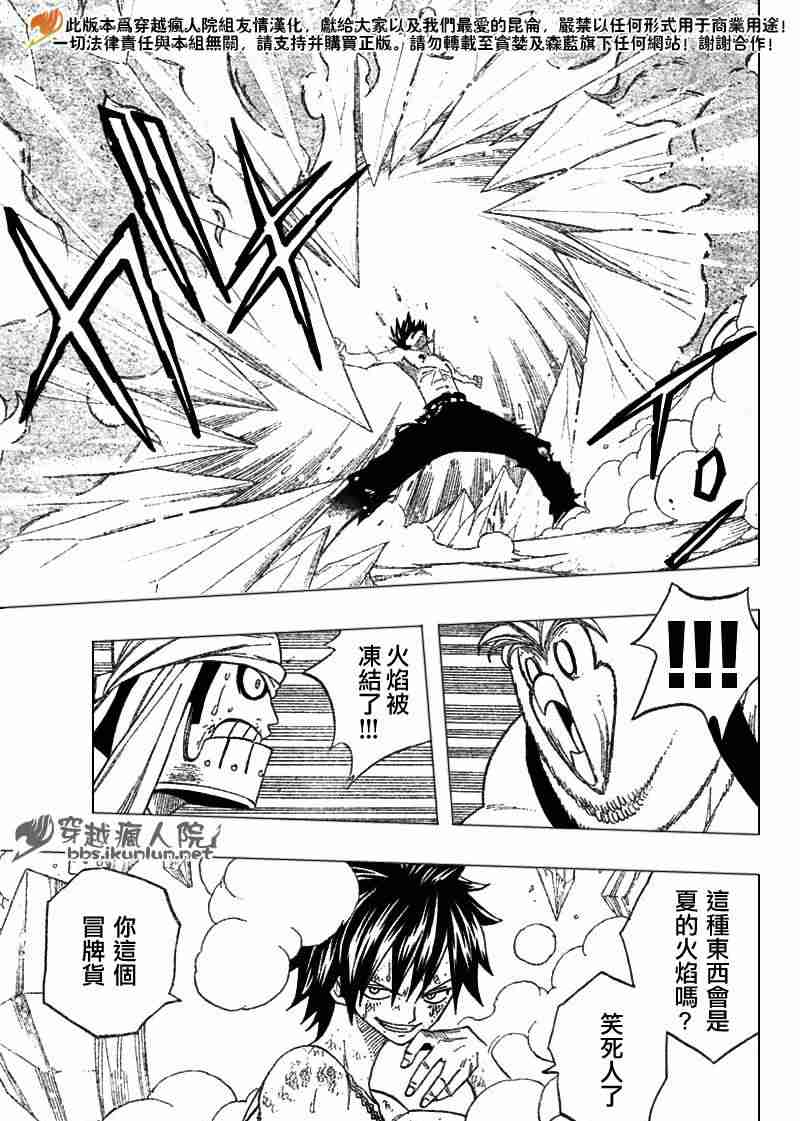 此版本爲穿越瘋人院組友情漢化，獻給大家以及我們最愛的昆侖，嚴禁以任何形式用于商業用途！
一切法律責任與本組無關，請支持并購買正版。請勿轉載至貪婪及森藍旗下任何網站！謝謝合作！
メルメ
ド
!!!
火焰被
凍結了!!!
穿越瘋人院
bbs.ikunlun.net
這種東西會是
夏的火焰嗎？
笑死人了
你這個
冒牌貨